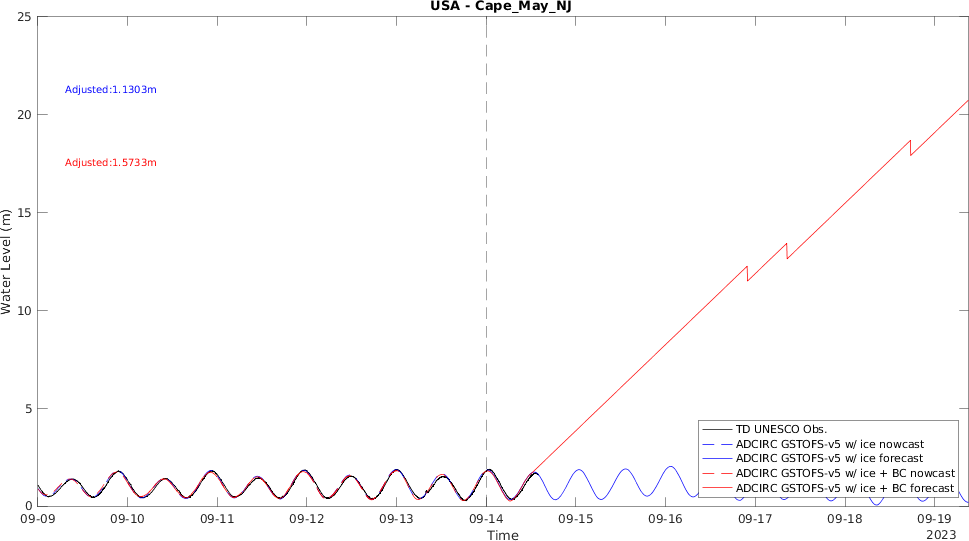 USA - Cape_May_NJ
25
Adjusted:1.1303m
20
Adjusted:1.5733m
15
Water Level (m)
10
5
TD UNESCO Obs.
ADCIRC GSTOFS-v5 w/ ice nowcast
ADCIRC GSTOFS-v5 w/ ice forecast
ADCIRC GSTOFS-v5 w/ ice + BC nowcast
ADCIRC GSTOFS-v5 w/ ice + BC forecast
0
09-09 09-10 09-11 09-12 09-13 09-14 09-15 09-16 09-17 09-18 09-19
Time
2023